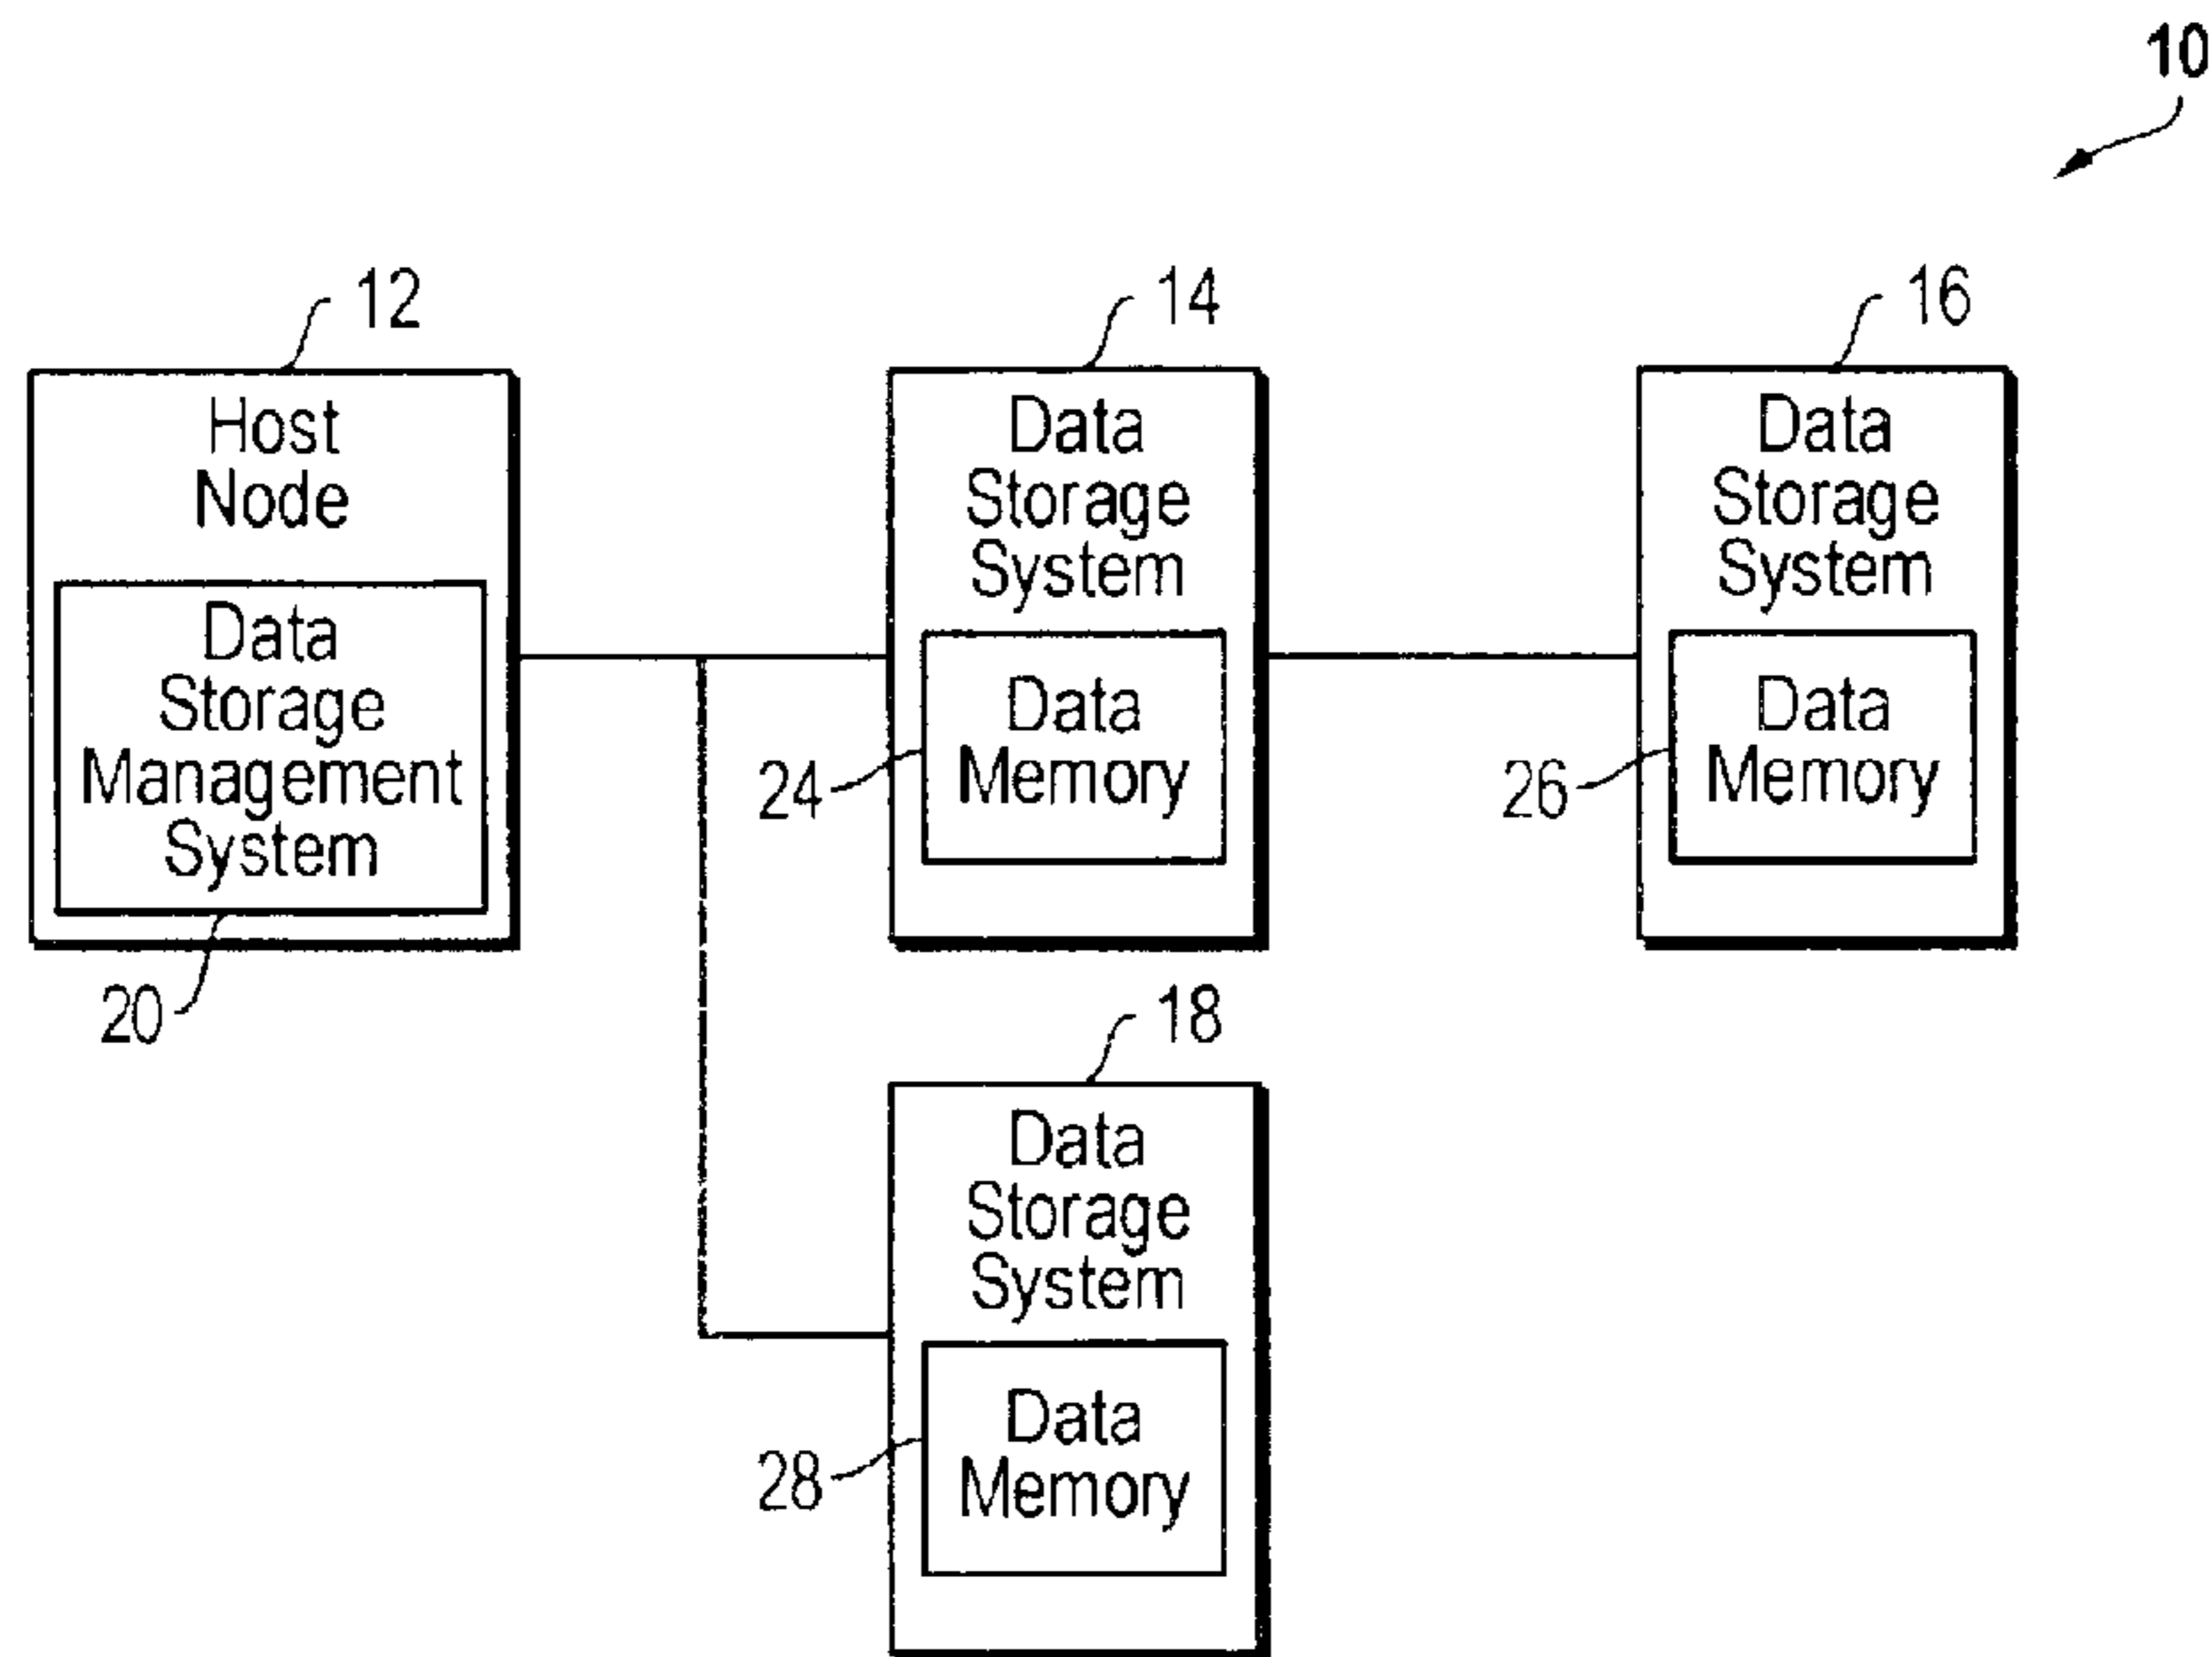 10
12
14
16
Host
Node
Data
Storage
Management
System
20
Data
Storage
System
Data
Memory
24
Data
Storage
System
Data
Memory
26
18
Data
Storage
System
Data
Memory
28